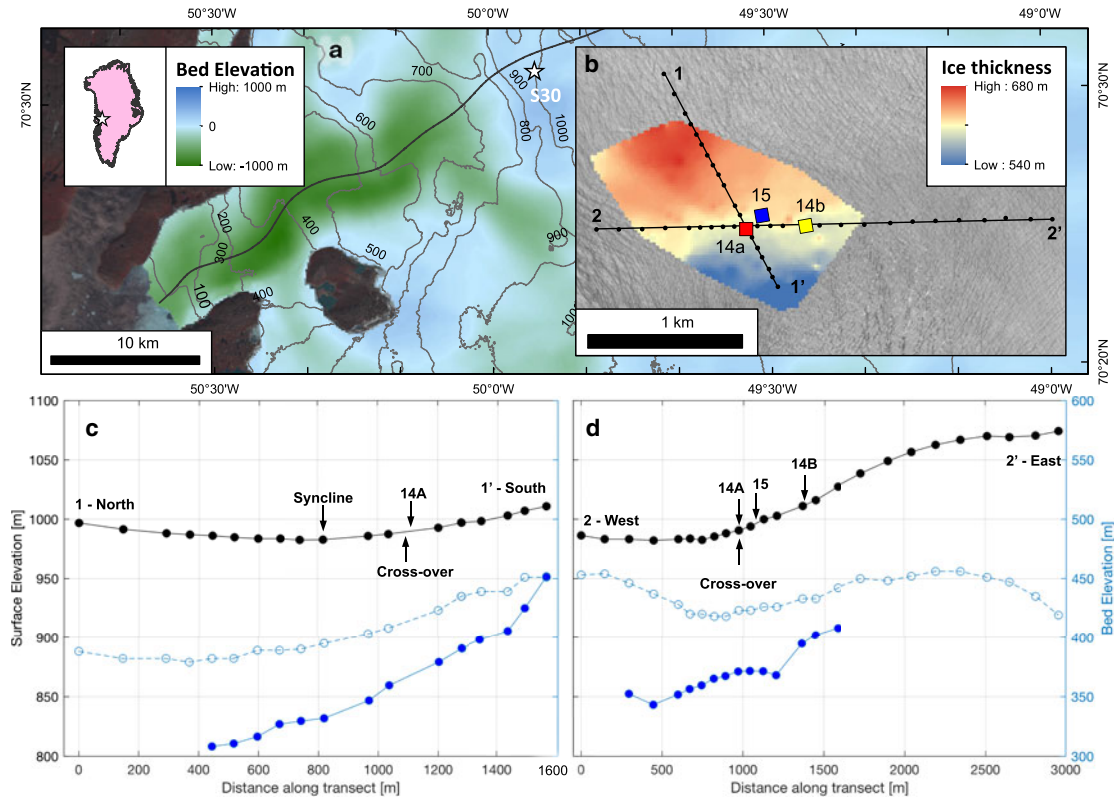 50°30'W 50°0'W 49°30'W 49°0'W
a
Bed Elevation
High: 1000 m
0
Low: -1000 m
70°30'N
700
600
900
800
1000
S30
200
300
100
400
400
500
900
10 km
b
Ice thickness
High : 680 m
Low : 540 m
1
15
14b
2
14a
2'
1'
1 km
70°30'N
70°20'N
50°30'W 50°0'W 49°30'W 49°0'W
c
1100
1050
1000
950
900
850
800
Surface Elevation [m]
1 - North
Syncline
14A
1' - South
Cross-over
0 200 400 600 800 1000 1200 1400 1600
Distance along transect [m]
d
2 - West
14A
15
14B
2' - East
Cross-over
600
550
500
450
400
350
300
Bed Elevation [m]
0 500 1000 1500 2000 2500 3000
Distance along transect [m]